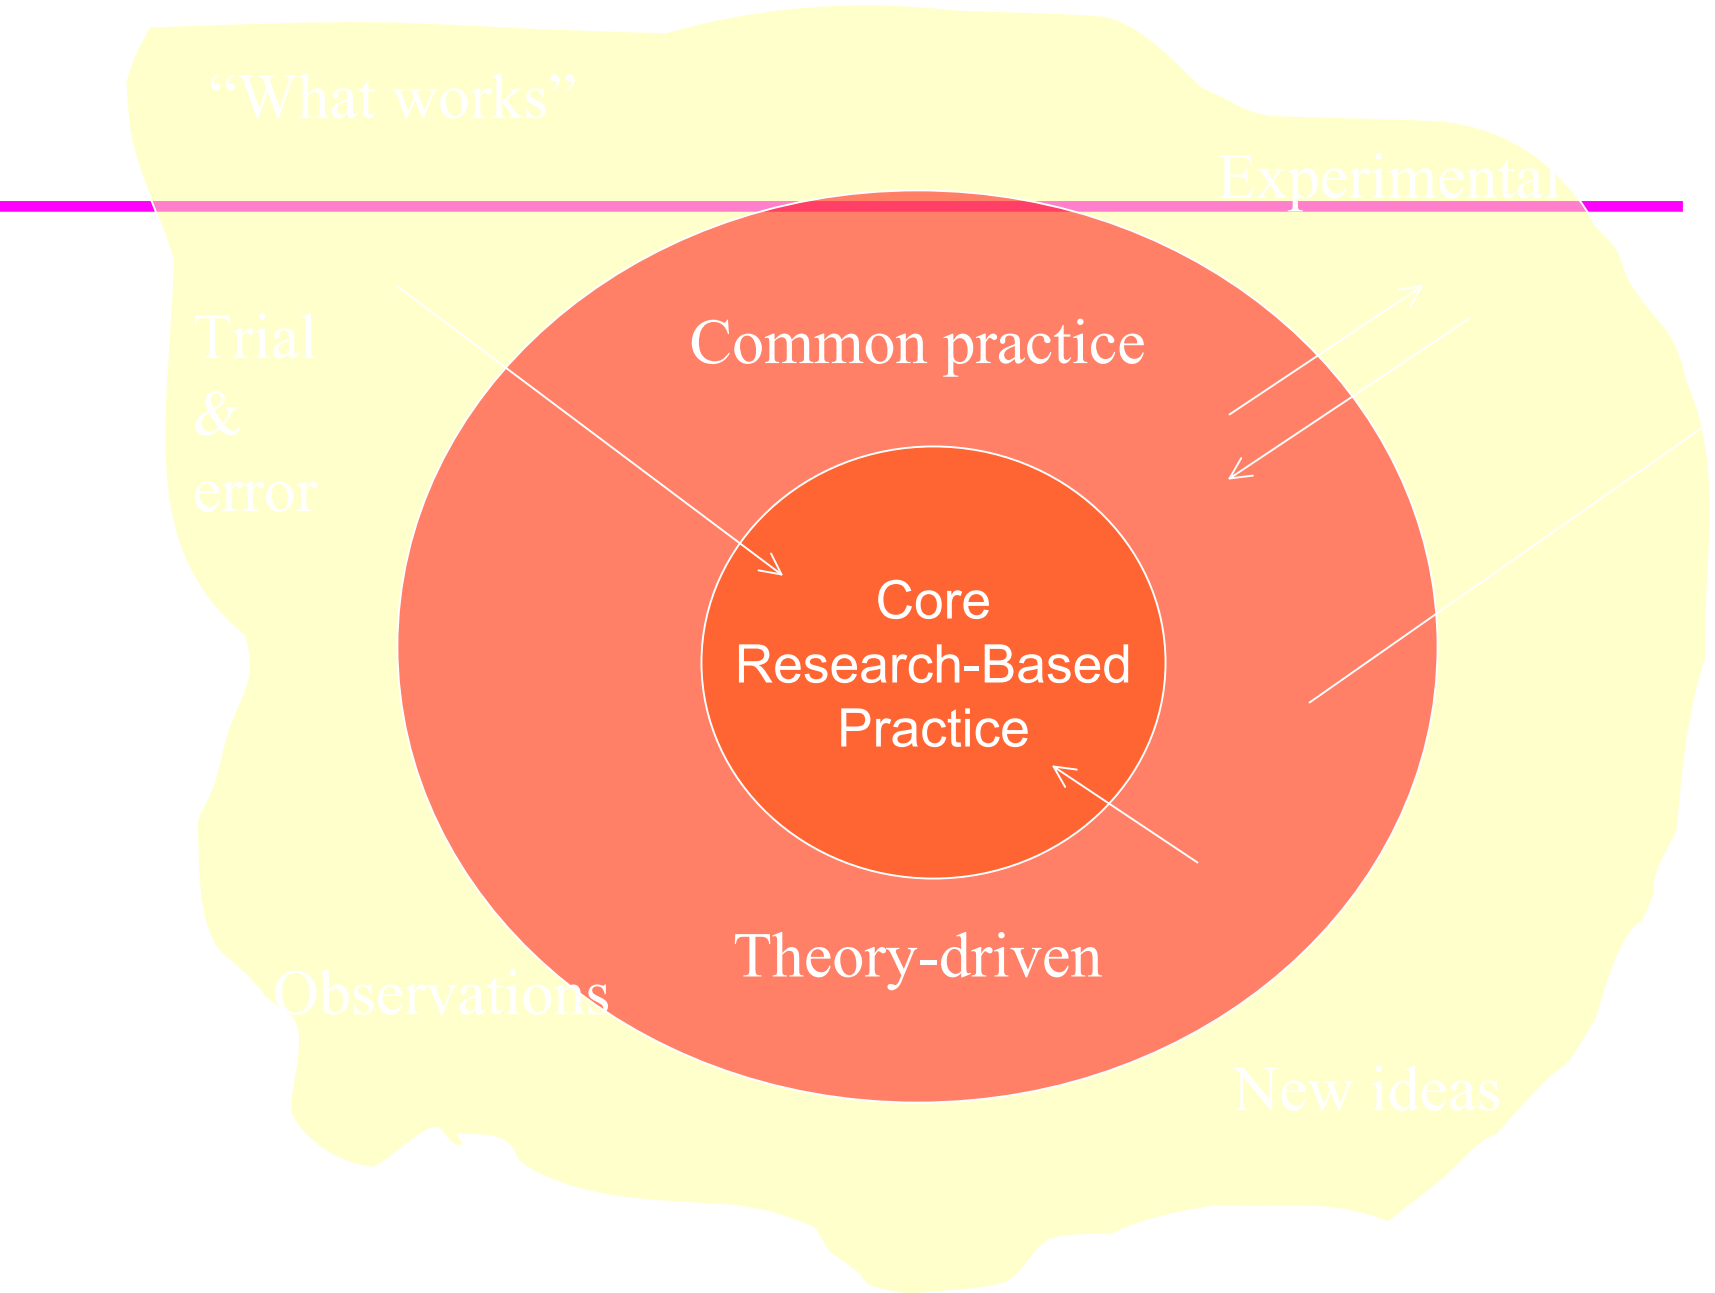 “What works”
Experimental
Trial
&
error
Common practice
Core
Research-Based
Practice
Theory-driven
Observations
New ideas